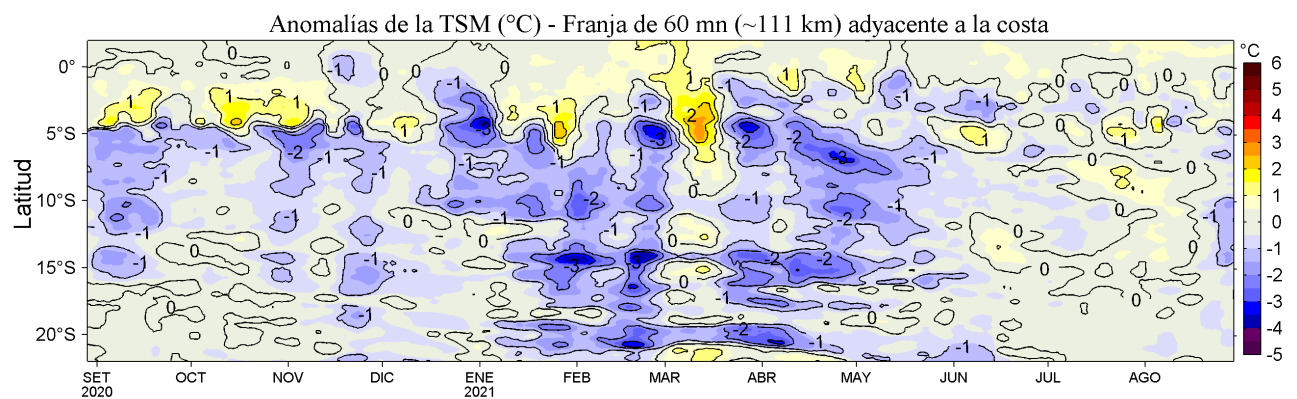 Anomalías de la TSM (°C) - Franja de 60 mn (~111 km) adyacente a la costa
°C
6
5
4
3
2
1
0
-1
-2
-3
-4
-5
Latitud
0°
5°S
10°S
15°S
20°S
SET OCT NOV DIC ENE FEB MAR ABR MAY JUN JUL AGO
2020 2021